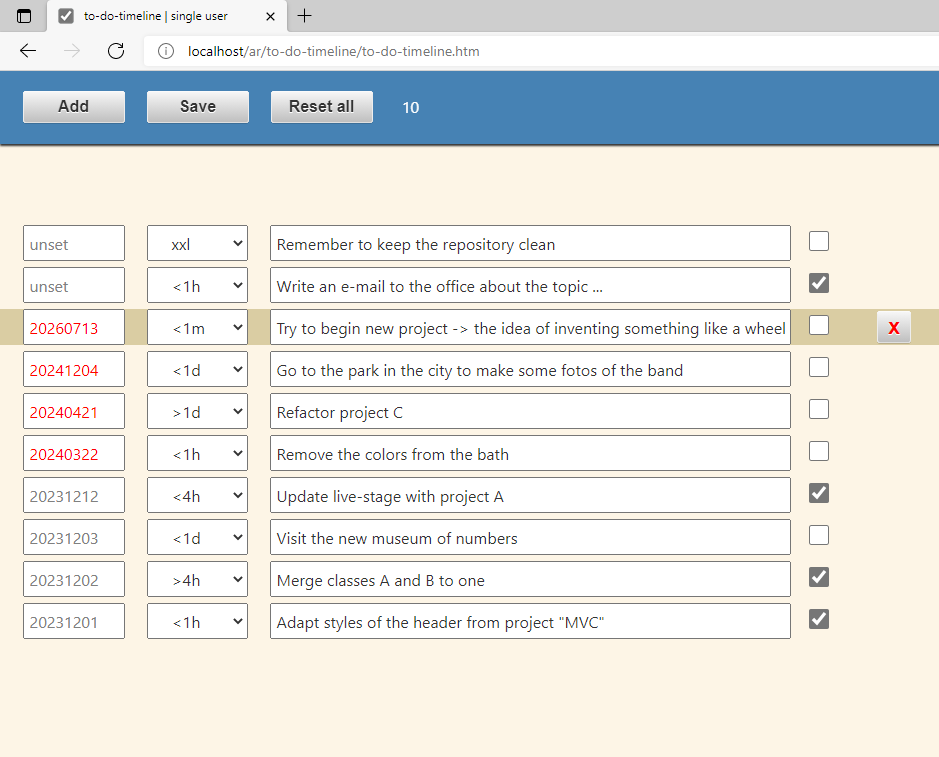 to-do-timeline | single user
localhost/ar/to-do-timeline/to-do-timeline.htm
Add Save Reset all 10
unset xxl Remember to keep the repository clean
unset <1h Write an e-mail to the office about the topic ...
20260713 <1m Try to begin new project -> the idea of inventing something like a wheel X
20241204 <1d Go to the park in the city to make some fotos of the band
20240421 >1d Refactor project C
20240322 <1h Remove the colors from the bath
20231212 <4h Update live-stage with project A
20231203 <1d Visit the new museum of numbers
20231202 >4h Merge classes A and B to one
20231201 <1h Adapt styles of the header from project "MVC"